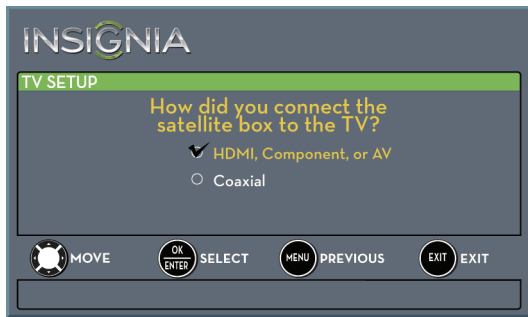 INSIGNIA
TV SETUP
How did you connect the
satellite box to the TV?
HDMI, Component, or AV
Coaxial
MOVE
OK
ENTER
SELECT
MENU
PREVIOUS
EXIT
EXIT